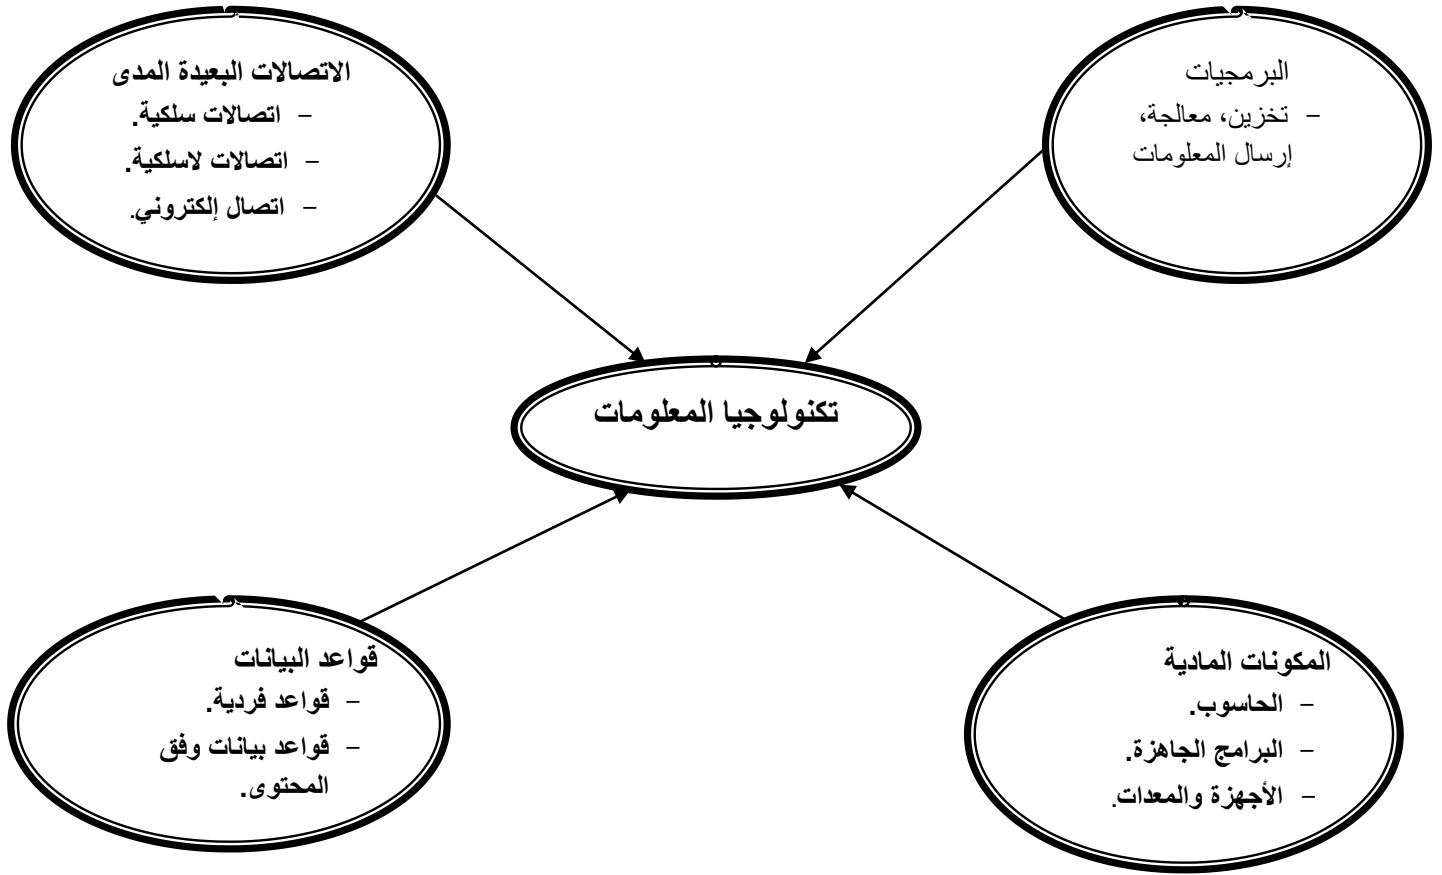 البرمجيات
– تخزين، معالجة،
إرسال المعلومات
الاتصالات البعيدة المدى
– اتصالات سلكية.
– اتصالات لاسلكية.
– اتصال إلكتروني.
تكنولوجيا المعلومات
المكونات المادية
– الحاسوب.
– البرامج الجاهزة.
– الأجهزة والمعدات.
قواعد البيانات
– قواعد فردية.
– قواعد بيانات وفق
المحتوى.